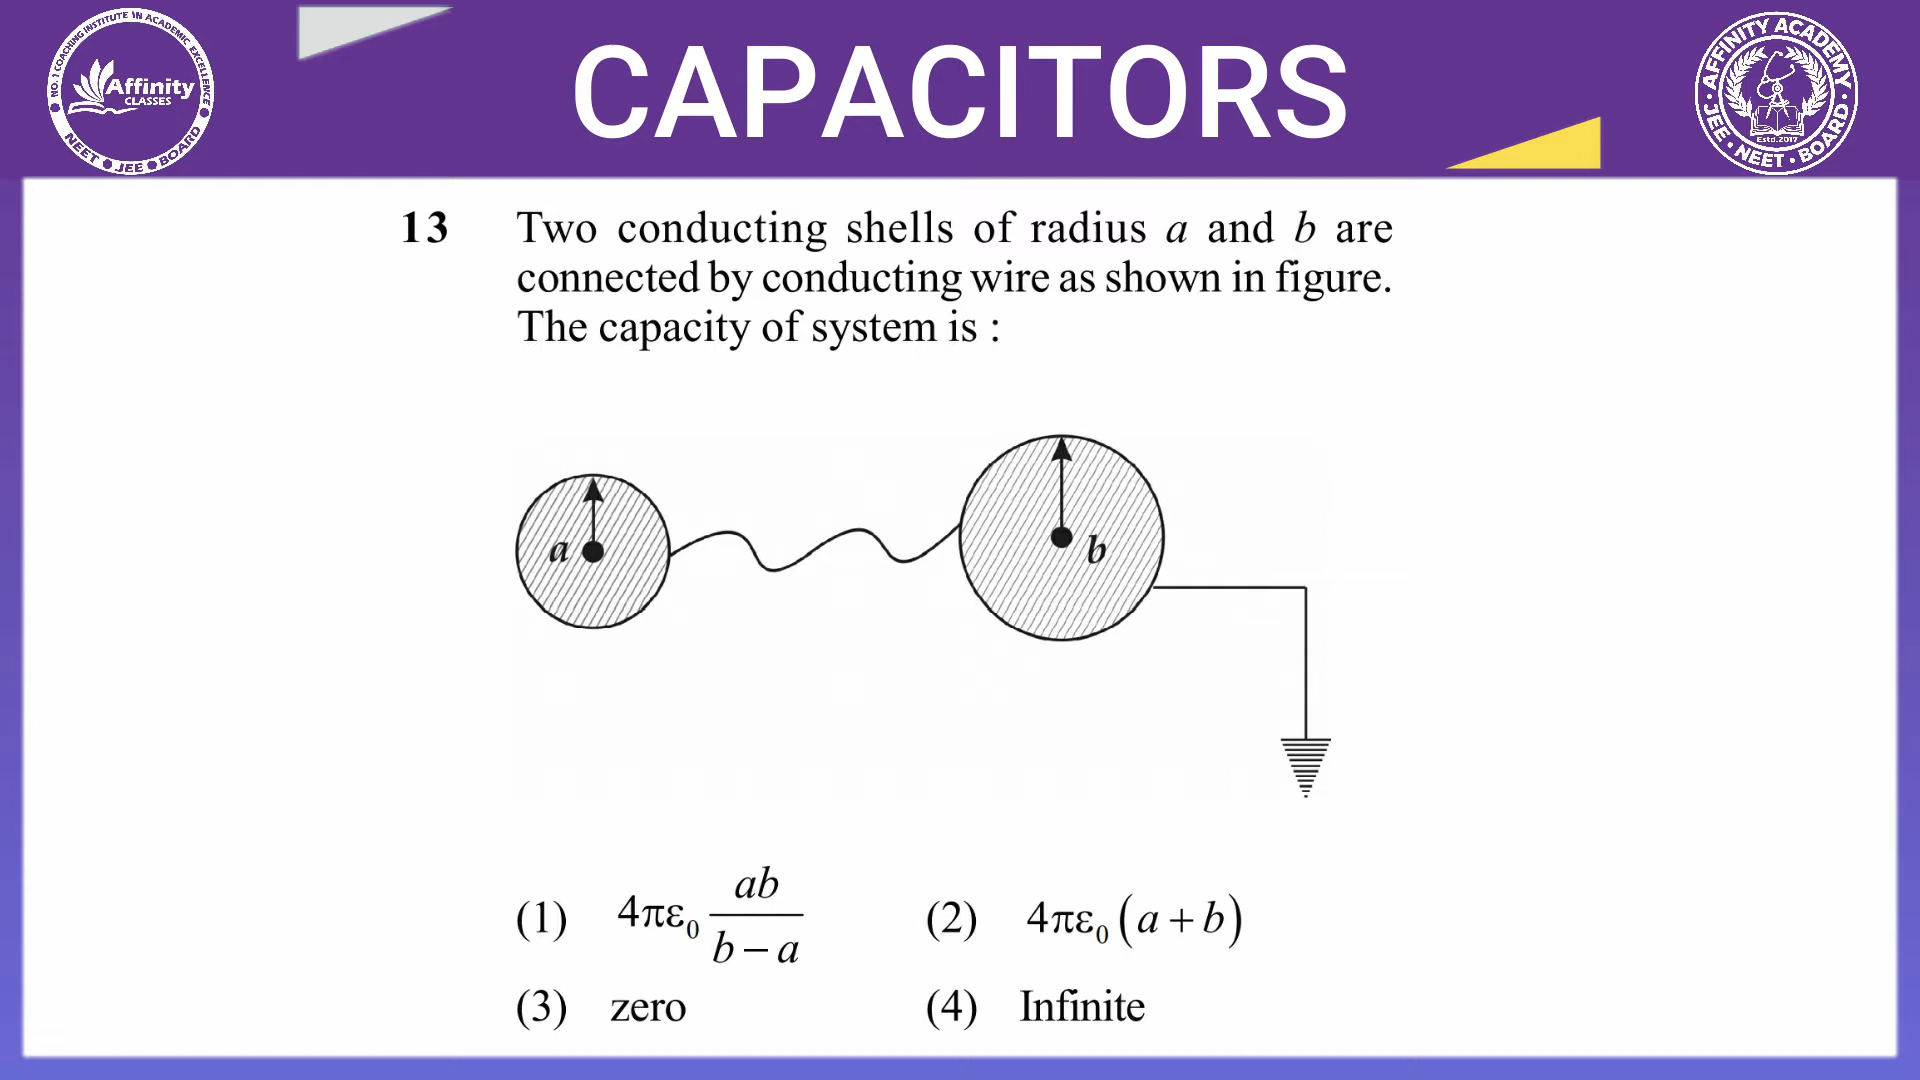 NO.1 COACHING INSTITUTE IN ACADEMIC EXCELLENCE
Affinity
CLASSES
NEET • JEE • BOARD
CAPACITORS
AFFINITY ACADEMY
Estd.2017
JEE • NEET • BOARD
13 Two conducting shells of radius a and b are
connected by conducting wire as shown in figure.
The capacity of system is :
a
b
(1) 4πε₀ ab/(b − a) (2) 4πε₀(a + b)
(3) zero (4) Infinite